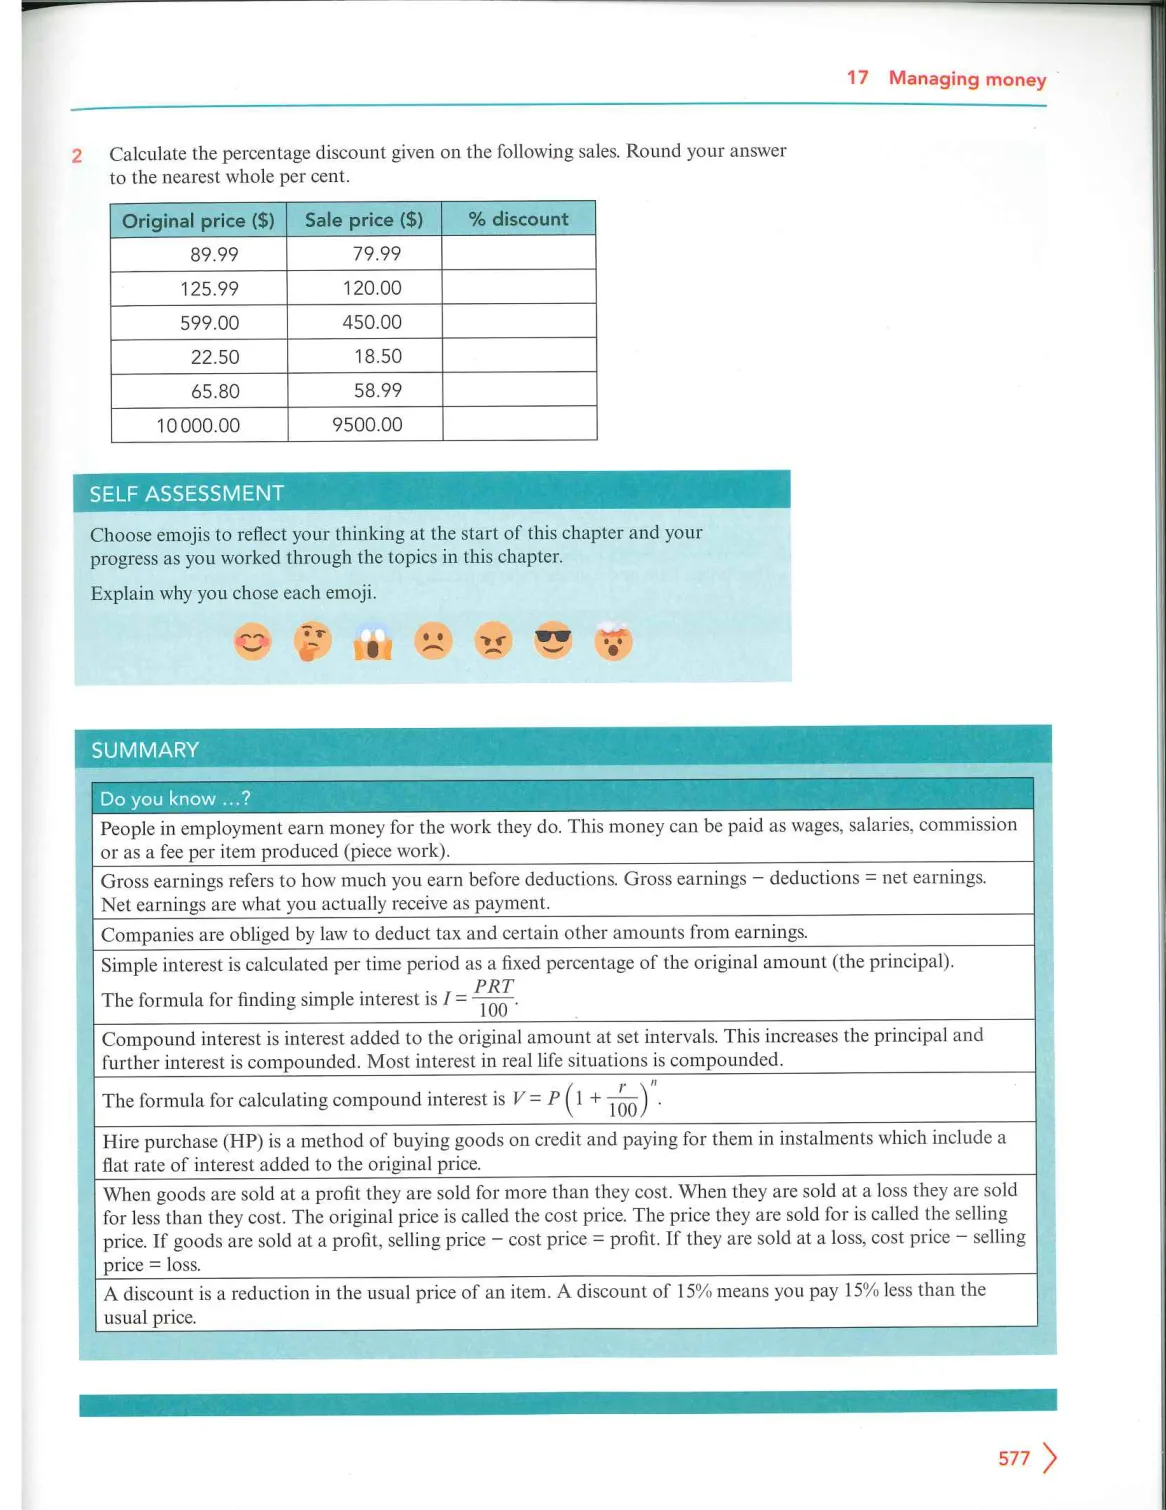 17 Managing money
2 Calculate the percentage discount given on the following sales. Round your answer
to the nearest whole per cent.
Original price ($) Sale price ($) % discount
89.99 79.99
125.99 120.00
599.00 450.00
22.50 18.50
65.80 58.99
10 000.00 9500.00
SELF ASSESSMENT
Choose emojis to reflect your thinking at the start of this chapter and your
progress as you worked through the topics in this chapter.
Explain why you chose each emoji.
SUMMARY
Do you know ...?
People in employment earn money for the work they do. This money can be paid as wages, salaries, commission
or as a fee per item produced (piece work).
Gross earnings refers to how much you earn before deductions. Gross earnings − deductions = net earnings.
Net earnings are what you actually receive as payment.
Companies are obliged by law to deduct tax and certain other amounts from earnings.
Simple interest is calculated per time period as a fixed percentage of the original amount (the principal).
The formula for finding simple interest is I = PRT/100.
Compound interest is interest added to the original amount at set intervals. This increases the principal and
further interest is compounded. Most interest in real life situations is compounded.
The formula for calculating compound interest is V = P(1 + r/100)^n.
Hire purchase (HP) is a method of buying goods on credit and paying for them in instalments which include a
flat rate of interest added to the original price.
When goods are sold at a profit they are sold for more than they cost. When they are sold at a loss they are sold
for less than they cost. The original price is called the cost price. The price they are sold for is called the selling
price. If goods are sold at a profit, selling price − cost price = profit. If they are sold at a loss, cost price − selling
price = loss.
A discount is a reduction in the usual price of an item. A discount of 15% means you pay 15% less than the
usual price.
577 ⟩